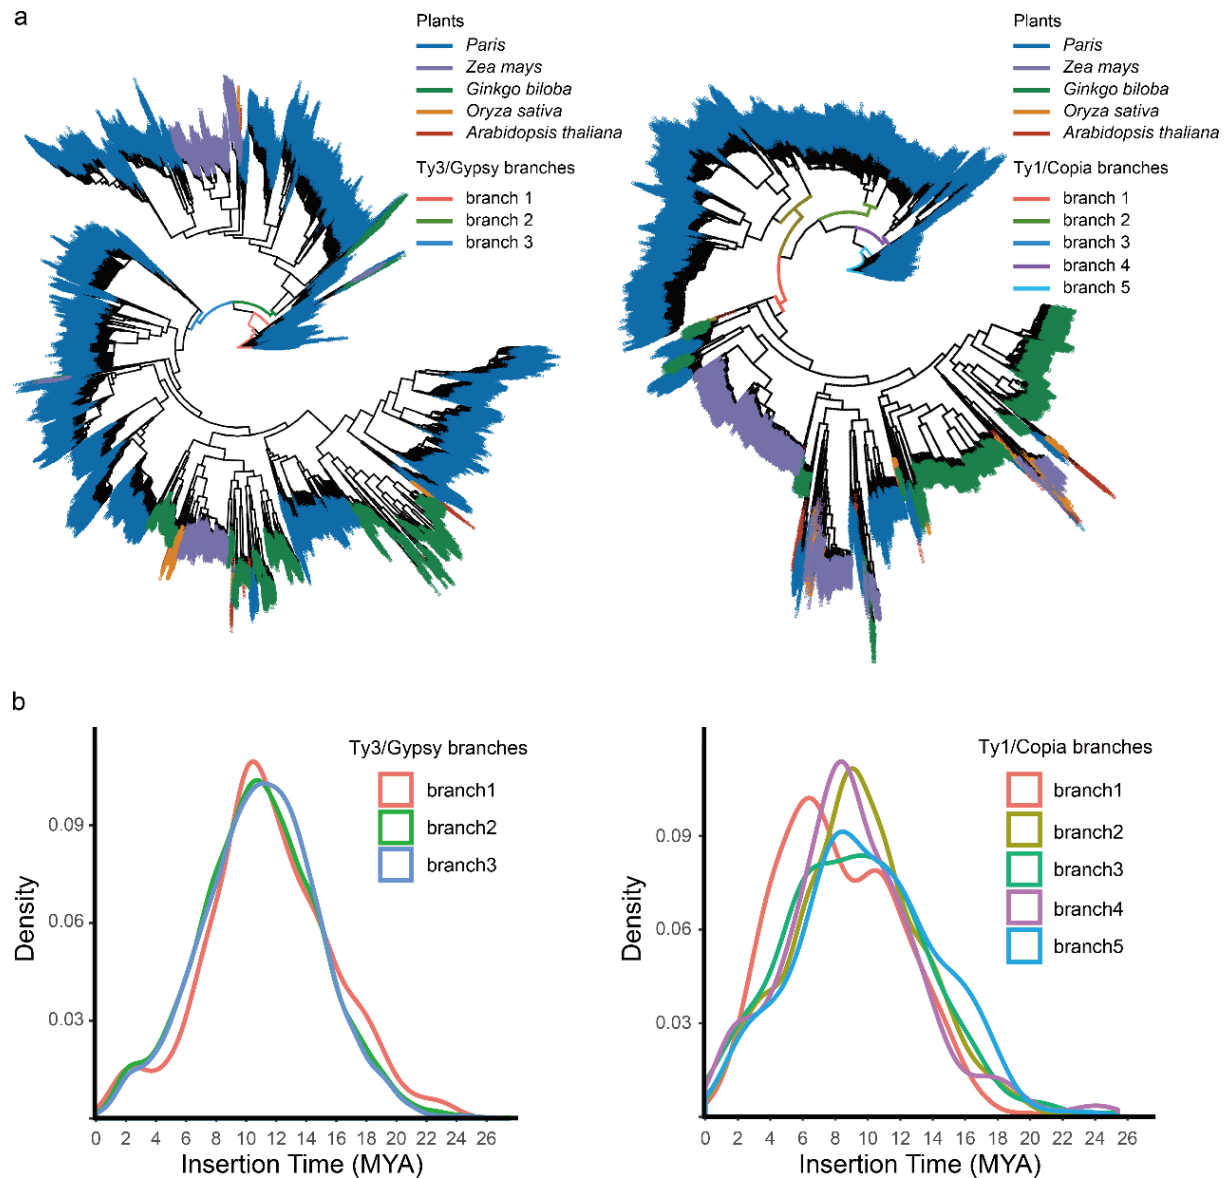 a
Plants
Paris
Zea mays
Ginkgo biloba
Oryza sativa
Arabidopsis thaliana
Ty3/Gypsy branches
branch 1
branch 2
branch 3
Plants
Paris
Zea mays
Ginkgo biloba
Oryza sativa
Arabidopsis thaliana
Ty1/Copia branches
branch 1
branch 2
branch 3
branch 4
branch 5
b
Ty3/Gypsy branches
branch1
branch2
branch3
Density
0.09
0.06
0.03
0 2 4 6 8 10 12 14 16 18 20 22 24 26
Insertion Time (MYA)
Ty1/Copia branches
branch1
branch2
branch3
branch4
branch5
Density
0.09
0.06
0.03
0 2 4 6 8 10 12 14 16 18 20 22 24 26
Insertion Time (MYA)